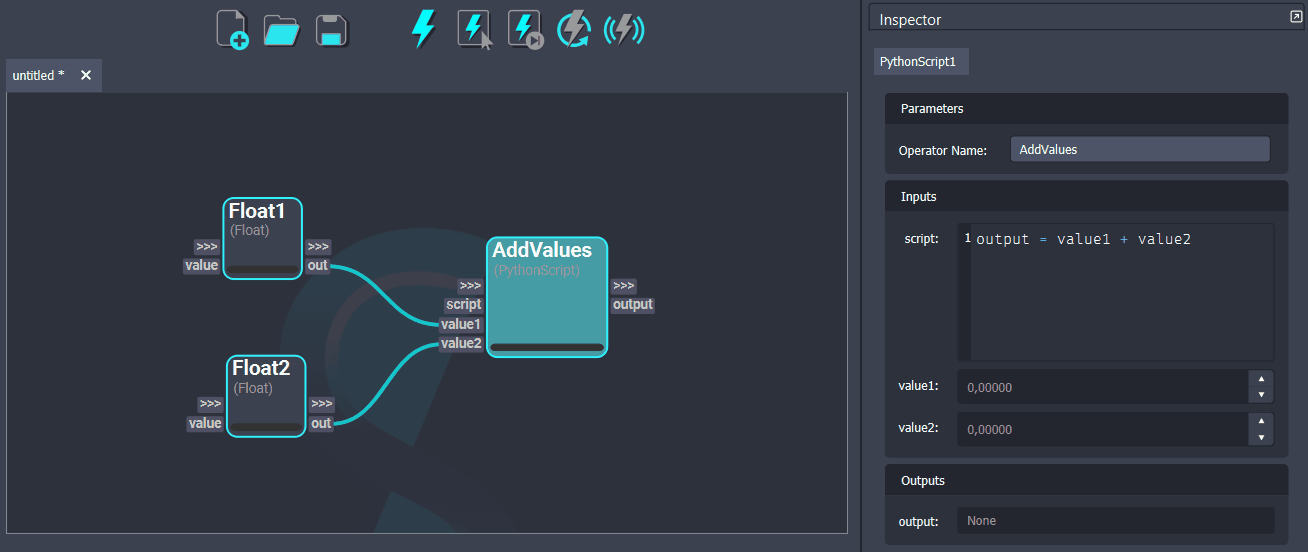 untitled *
Float1
(Float)
>>> >>>
value out
Float2
(Float)
>>> >>>
value out
AddValues
(PythonScript)
>>> >>>
script output
value1
value2
Inspector
PythonScript1
Parameters
Operator Name: AddValues
Inputs
script: 1 output = value1 + value2
value1: 0,00000
value2: 0,00000
Outputs
output: None